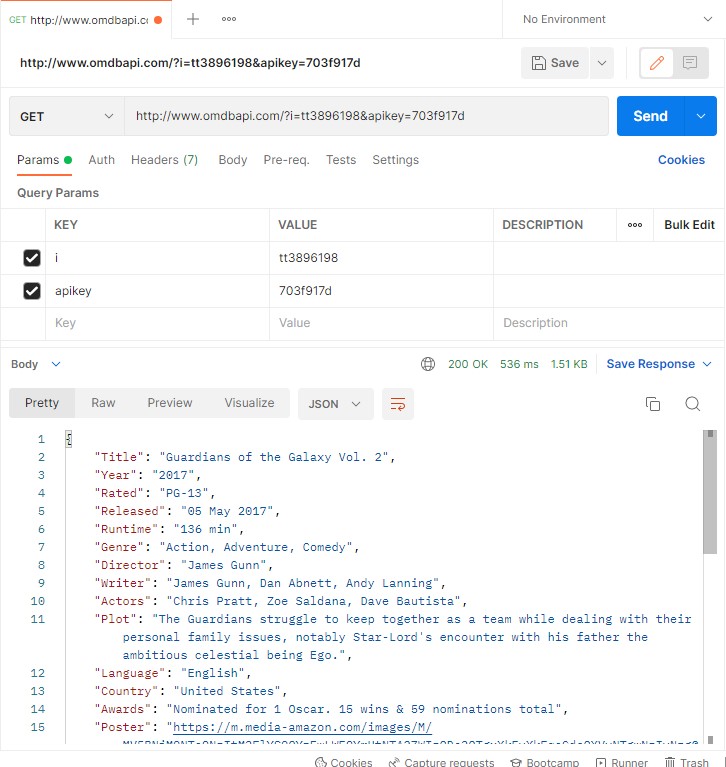 GET http://www.omdbapi.cc
No Environment
http://www.omdbapi.com/?i=tt3896198&apikey=703f917d
Save
GET http://www.omdbapi.com/?i=tt3896198&apikey=703f917d Send
Params Auth Headers (7) Body Pre-req. Tests Settings Cookies
Query Params
KEY VALUE DESCRIPTION ooo Bulk Edit
i tt3896198
apikey 703f917d
Key Value Description
Body 200 OK 536 ms 1.51 KB Save Response
Pretty Raw Preview Visualize JSON
1 {
2 "Title": "Guardians of the Galaxy Vol. 2",
3 "Year": "2017",
4 "Rated": "PG-13",
5 "Released": "05 May 2017",
6 "Runtime": "136 min",
7 "Genre": "Action, Adventure, Comedy",
8 "Director": "James Gunn",
9 "Writer": "James Gunn, Dan Abnett, Andy Lanning",
10 "Actors": "Chris Pratt, Zoe Saldana, Dave Bautista",
11 "Plot": "The Guardians struggle to keep together as a team while dealing with their
personal family issues, notably Star-Lord's encounter with his father the
ambitious celestial being Ego.",
12 "Language": "English",
13 "Country": "United States",
14 "Awards": "Nominated for 1 Oscar. 15 wins & 59 nominations total",
15 "Poster": "https://m.media-amazon.com/images/M/
Cookies Capture requests Bootcamp Runner Trash